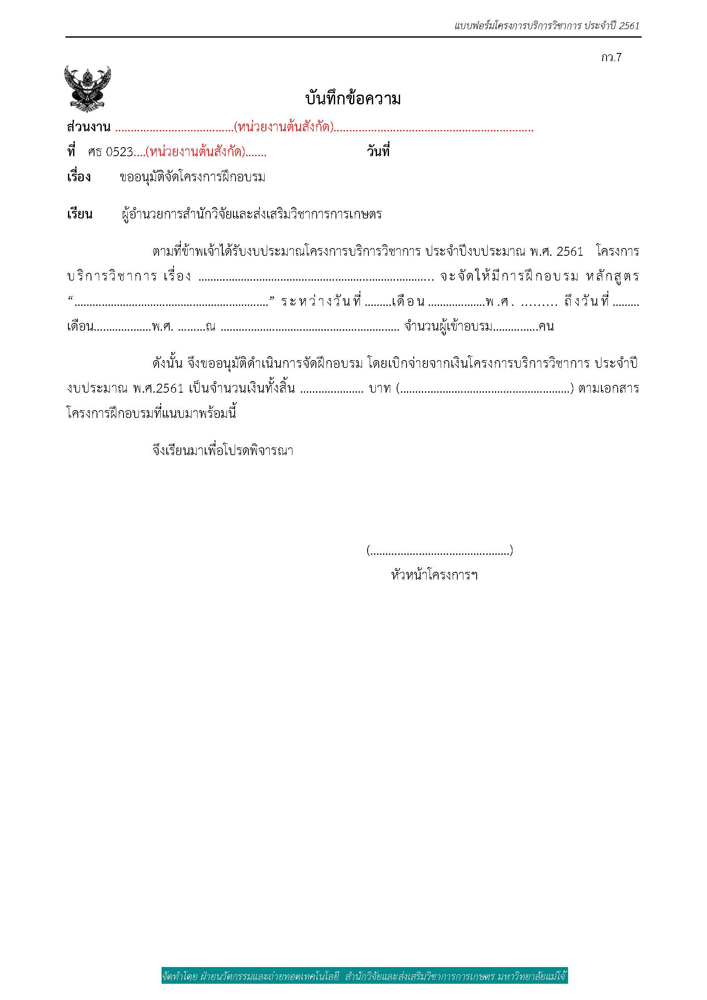 แบบฟอร์มโครงการบริการวิชาการ ประจำปี 2561
กว.7
บันทึกข้อความ
ส่วนงาน ......................................(หน่วยงานต้นสังกัด)................................................................
ที่ ศธ 0523....(หน่วยงานต้นสังกัด)....... วันที่
เรื่อง ขออนุมัติจัดโครงการฝึกอบรม
เรียน ผู้อำนวยการสำนักวิจัยและส่งเสริมวิชาการการเกษตร
ตามที่ข้าพเจ้าได้รับงบประมาณโครงการบริการวิชาการ ประจำปีงบประมาณ พ.ศ. 2561 โครงการ
บริการวิชาการ เรื่อง ............................................................................. จะจัดให้มีการฝึกอบรม หลักสูตร
“................................................................” ระหว่างวันที่.........เดือน...................พ.ศ. ......... ถึงวันที่.........
เดือน...................พ.ศ. .........ณ ........................................................... จำนวนผู้เข้าอบรม...............คน
ดังนั้น จึงขออนุมัติดำเนินการจัดฝึกอบรม โดยเบิกจ่ายจากเงินโครงการบริการวิชาการ ประจำปี
งบประมาณ พ.ศ.2561 เป็นจำนวนเงินทั้งสิ้น ..................... บาท (........................................................) ตามเอกสาร
โครงการฝึกอบรมที่แนบมาพร้อมนี้
จึงเรียนมาเพื่อโปรดพิจารณา
(..............................................)
หัวหน้าโครงการฯ
จัดทำโดย ฝ่ายนวัตกรรมและถ่ายทอดเทคโนโลยี สำนักวิจัยและส่งเสริมวิชาการการเกษตร มหาวิทยาลัยแม่โจ้